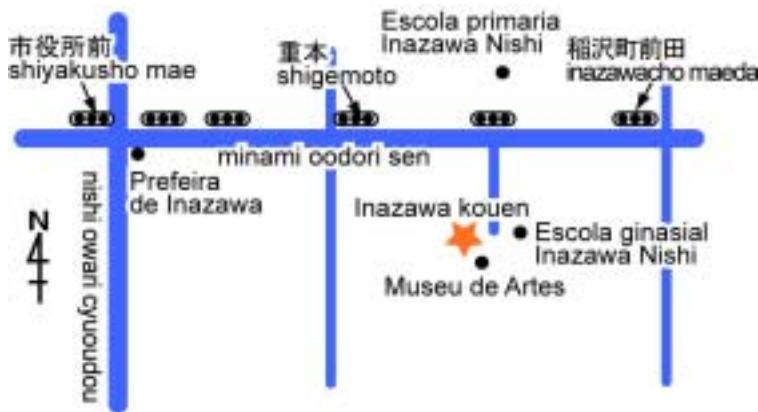 Escola primaria
Inazawa Nishi
市役所前
shiyakusho mae
重本
shigemoto
稲沢町前田
inazawacho maeda
minami oodori sen
Prefeira
de Inazawa
nishi owari cyuoudou
N
Inazawa kouen
Escola ginasial
Inazawa Nishi
Museu de Artes